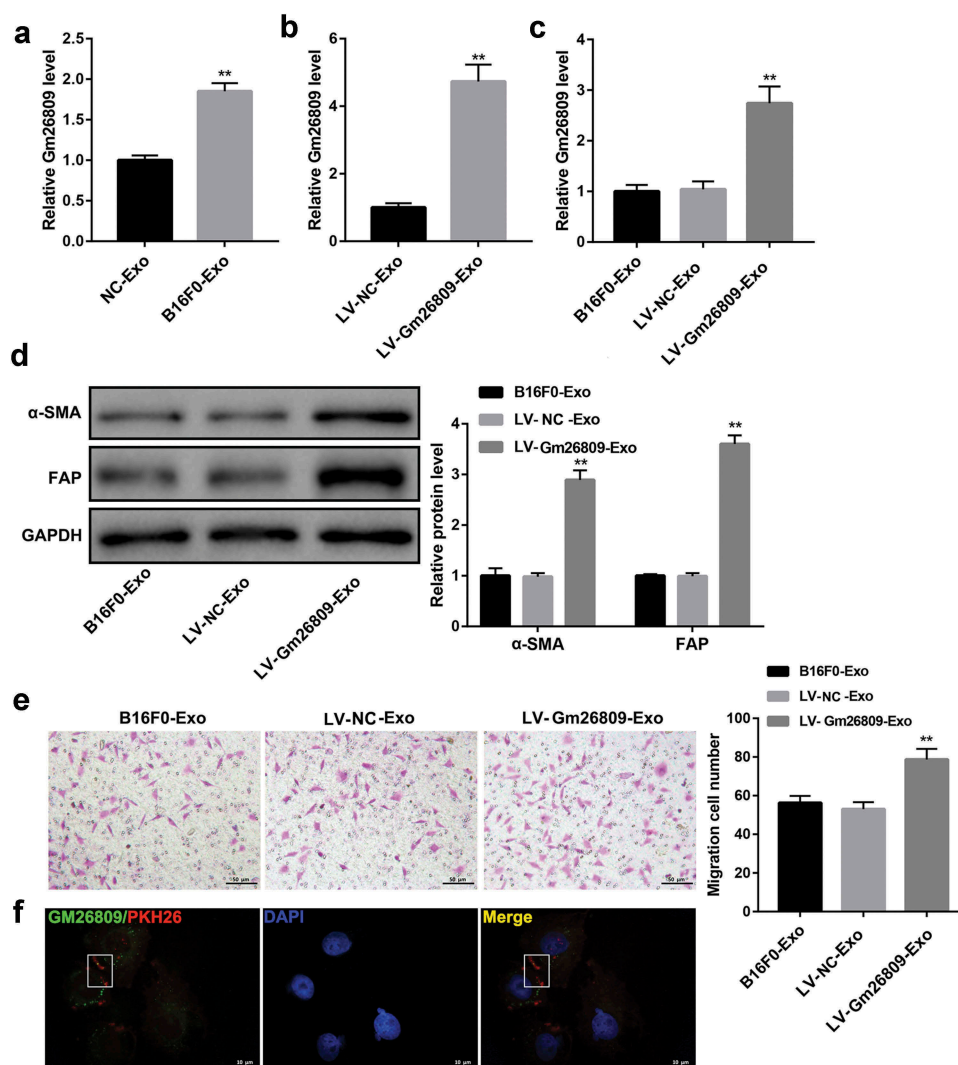 a
Relative Gm26809 level
2.5
2.0
1.5
1.0
0.5
0.0
**
NC-Exo
B16F0-Exo
b
Relative Gm26809 level
6
4
2
0
**
LV-NC-Exo
LV-Gm26809-Exo
c
Relative Gm26809 level
4
3
2
1
0
**
B16F0-Exo
LV-NC-Exo
LV-Gm26809-Exo
d
α-SMA
FAP
GAPDH
B16F0-Exo
LV-NC-Exo
LV-Gm26809-Exo
B16F0-Exo
LV- NC -Exo
LV- Gm26809-Exo
Relative protein level
4
3
2
1
0
**
**
α-SMA
FAP
e
B16F0-Exo
LV-NC-Exo
LV- Gm26809-Exo
50 μm
50 μm
50 μm
B16F0-Exo
LV-NC -Exo
LV- Gm26809-Exo
Migration cell number
100
80
60
40
20
0
**
B16F0-Exo
LV-NC-Exo
LV-Gm26809-Exo
f
GM26809/PKH26
DAPI
Merge
10 μm
10 μm
10 μm